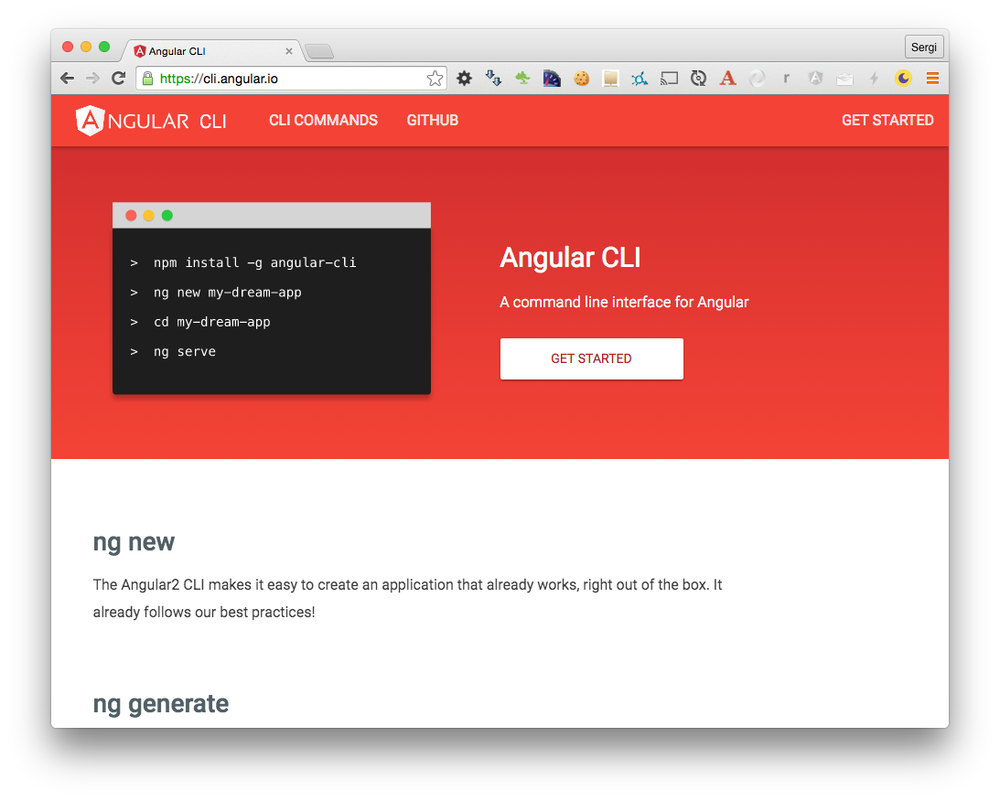 Angular CLI
Sergi
https://cli.angular.io
r
ANGULAR CLI
CLI COMMANDS
GITHUB
GET STARTED
> npm install -g angular-cli
> ng new my-dream-app
> cd my-dream-app
> ng serve
Angular CLI
A command line interface for Angular
GET STARTED
ng new
The Angular2 CLI makes it easy to create an application that already works, right out of the box. It
already follows our best practices!
ng generate